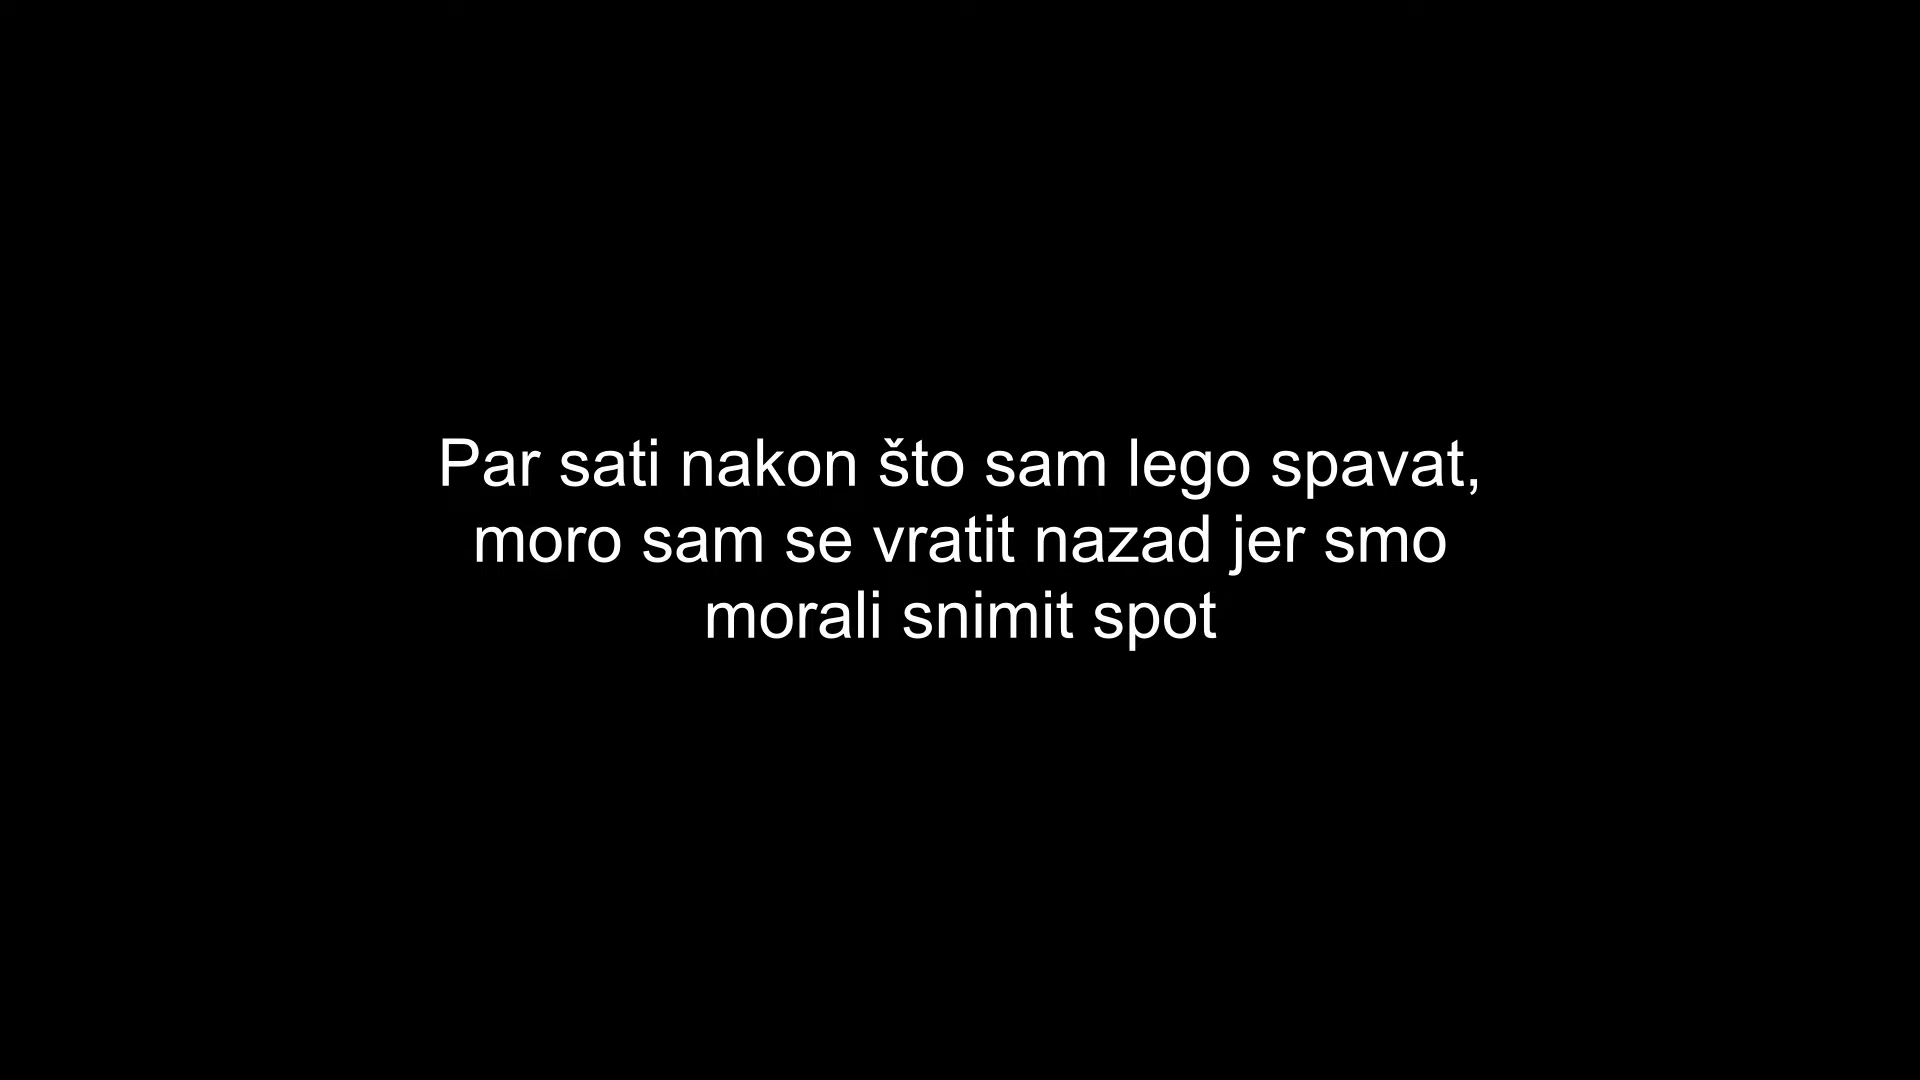 Par sati nakon što sam lego spavat,
moro sam se vratit nazad jer smo
morali snimit spot